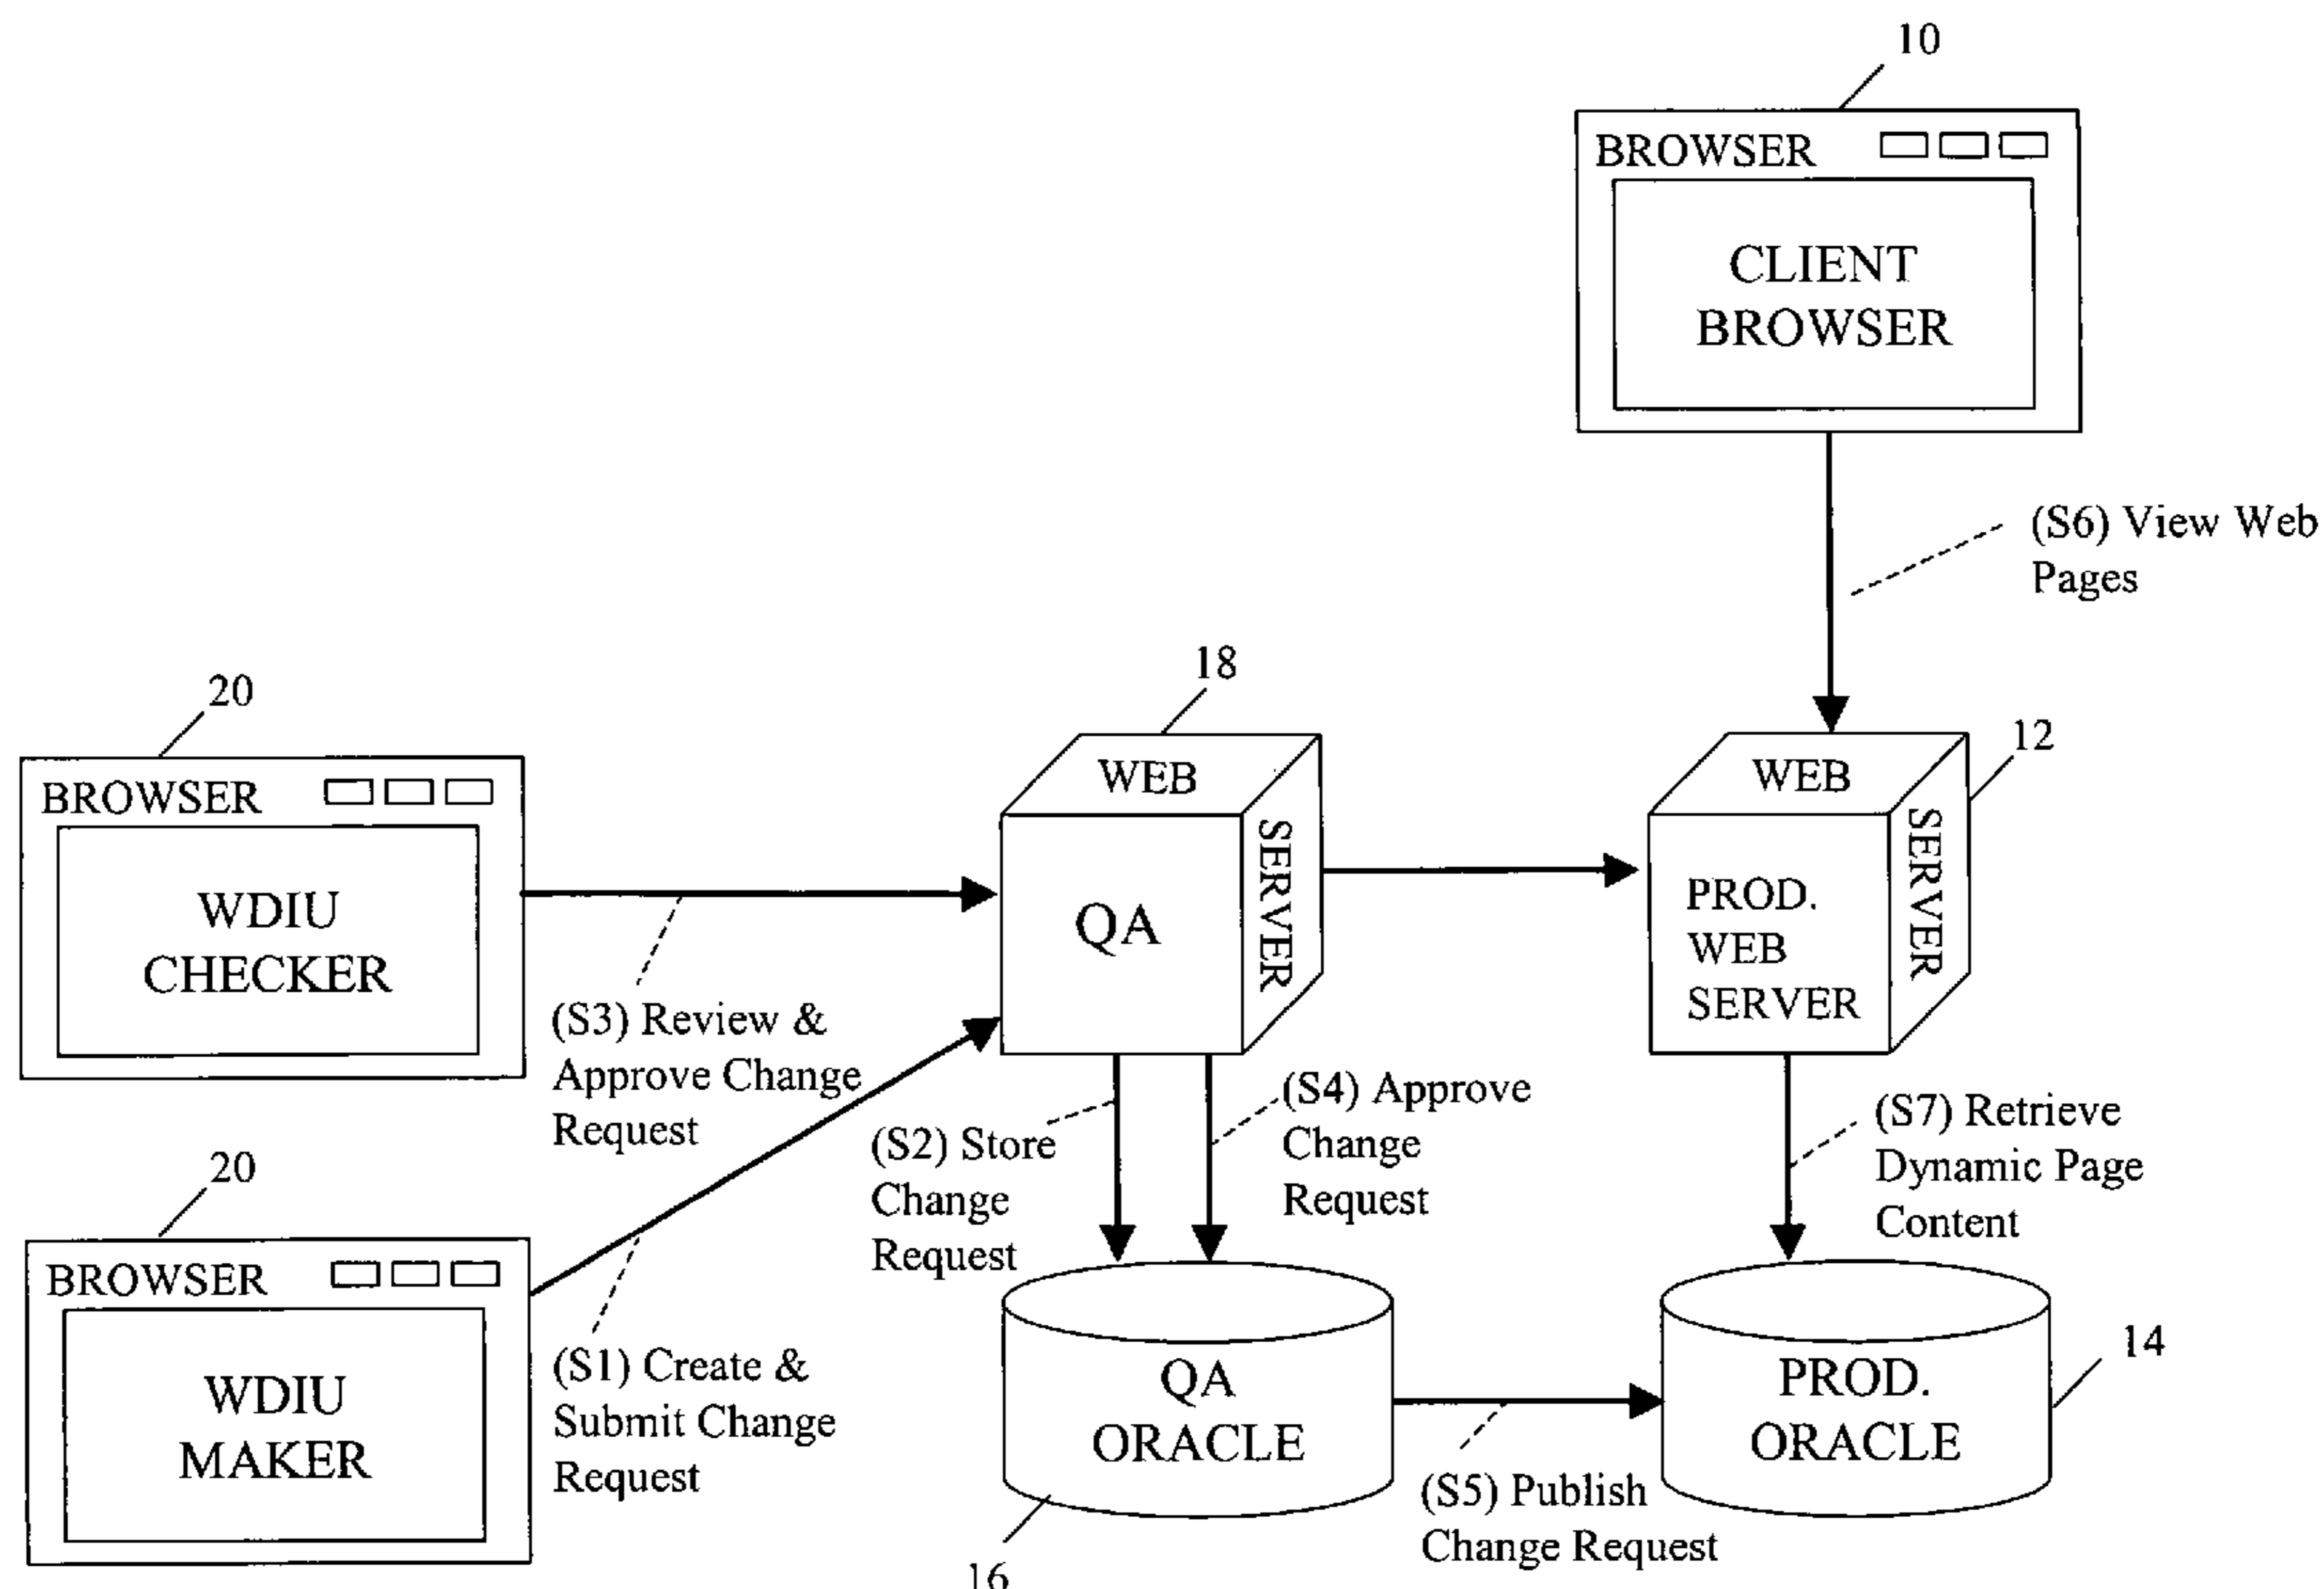 10
BROWSER
CLIENT
BROWSER
(S6) View Web
Pages
18
20
12
WEB
SERVER
QA
WEB
SERVER
PROD.
WEB
SERVER
BROWSER
WDIU
CHECKER
(S3) Review &
Approve Change
Request
(S2) Store
Change
Request
(S4) Approve
Change
Request
(S7) Retrieve
Dynamic Page
Content
20
BROWSER
WDIU
MAKER
(S1) Create &
Submit Change
Request
QA
ORACLE
PROD.
ORACLE
14
(S5) Publish
Change Request
16